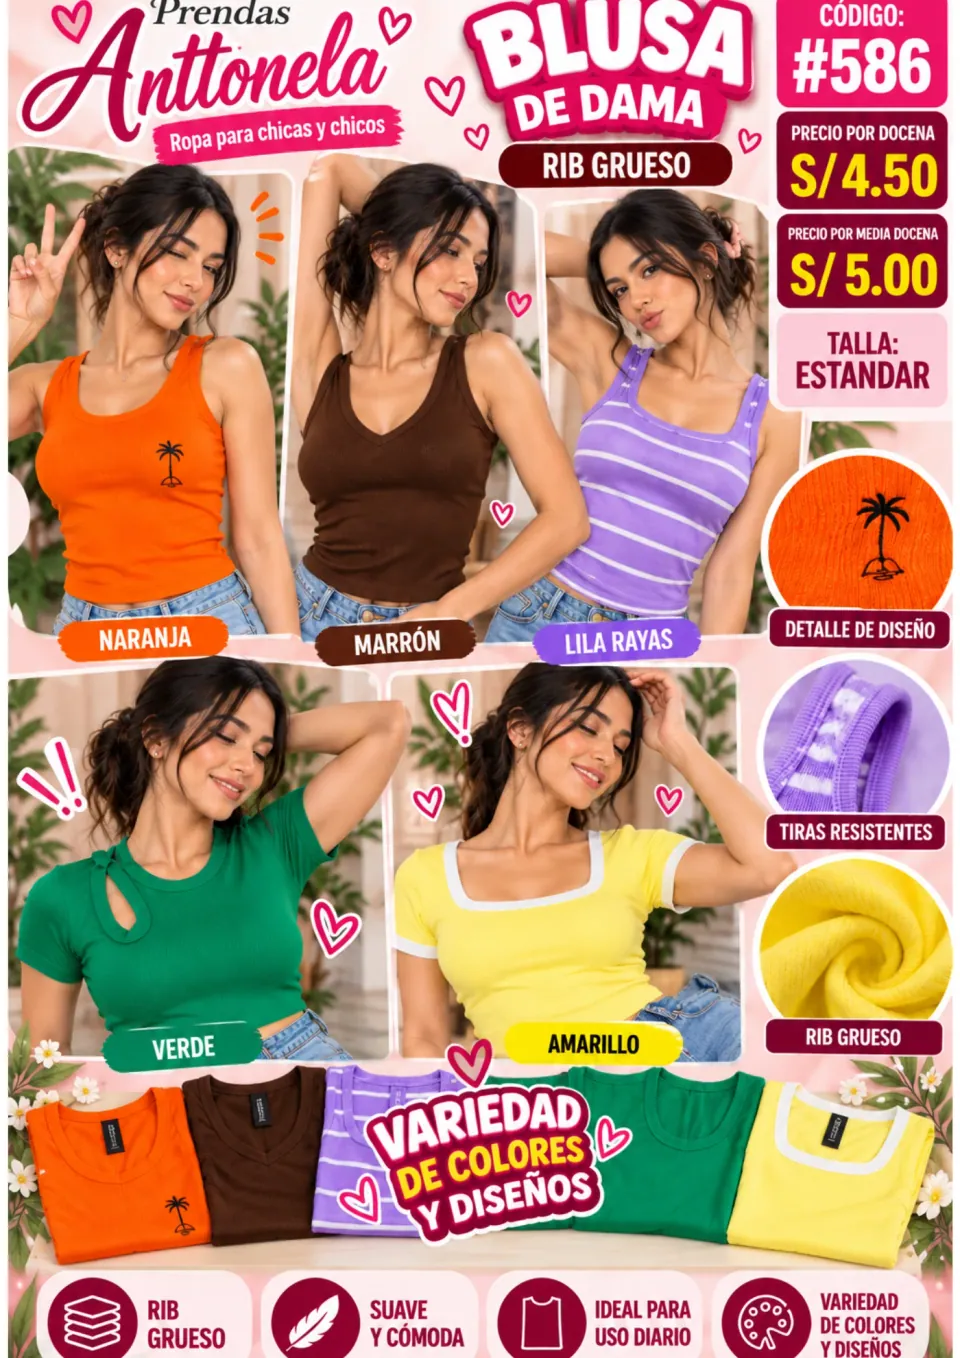 Prendas
Anttonela
Ropa para chicas y chicos
BLUSA
DE DAMA
RIB GRUESO
CÓDIGO:
#586
PRECIO POR DOCENA
S/ 4.50
PRECIO POR MEDIA DOCENA
S/ 5.00
TALLA:
ESTANDAR
NARANJA
MARRÓN
LILA RAYAS
DETALLE DE DISEÑO
TIRAS RESISTENTES
VERDE
AMARILLO
RIB GRUESO
VARIEDAD
DE COLORES
Y DISEÑOS
RIB
GRUESO
SUAVE
Y CÓMODA
IDEAL PARA
USO DIARIO
VARIEDAD
DE COLORES
Y DISEÑOS